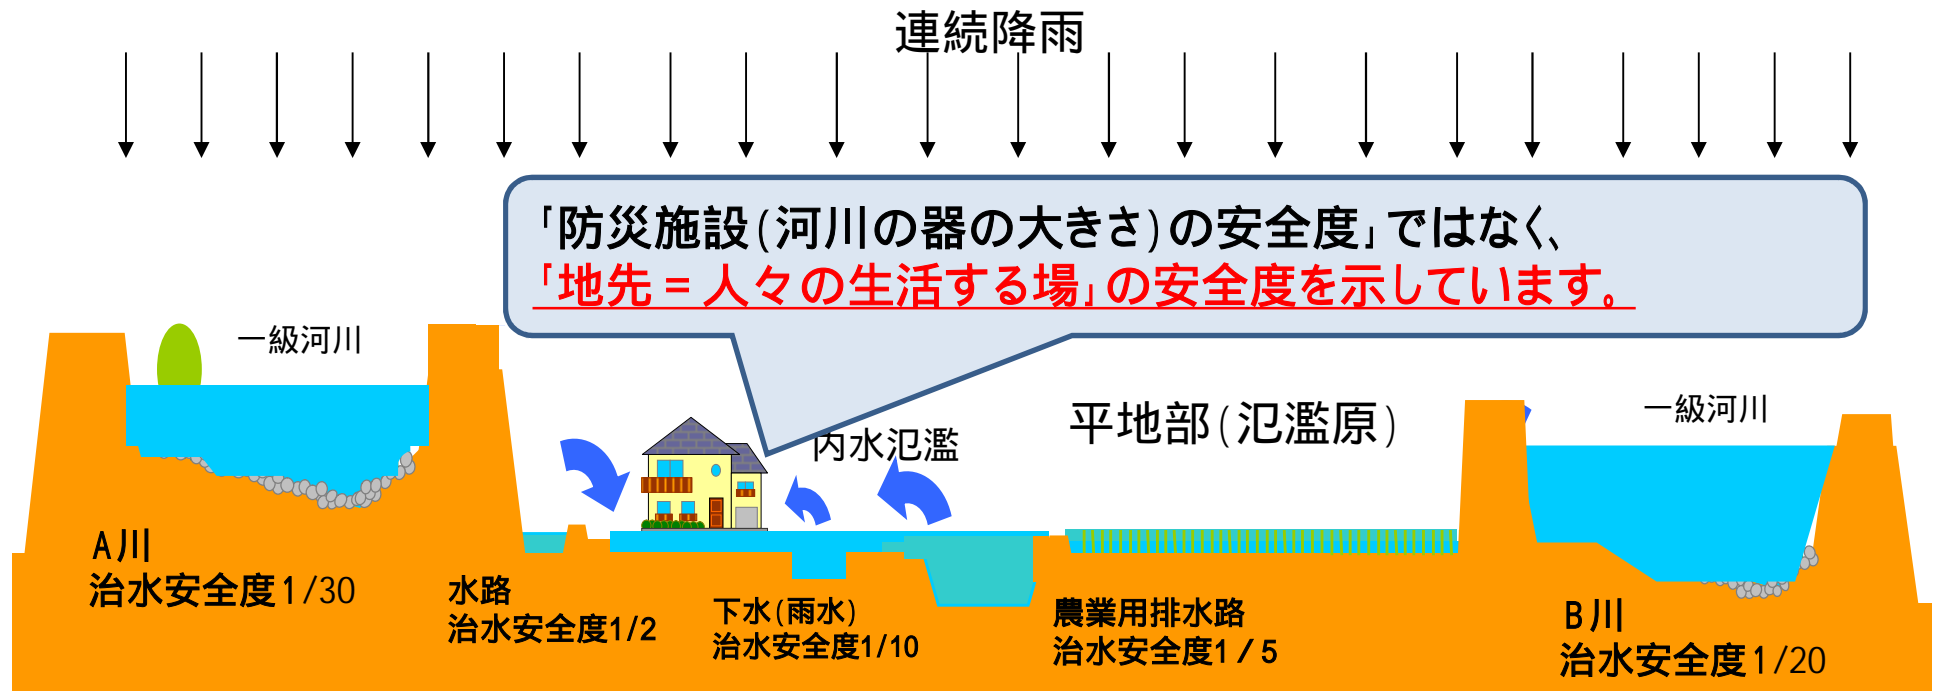 連続降雨
「防災施設(河川の器の大きさ)の安全度」ではなく、
「地先＝人々の生活する場」の安全度を示しています。
一級河川
平地部(氾濫原)
一級河川
内水氾濫
A川
治水安全度1/30
水路
治水安全度1/2
下水(雨水)
治水安全度1/10
農業用排水路
治水安全度1/5
B川
治水安全度1/20